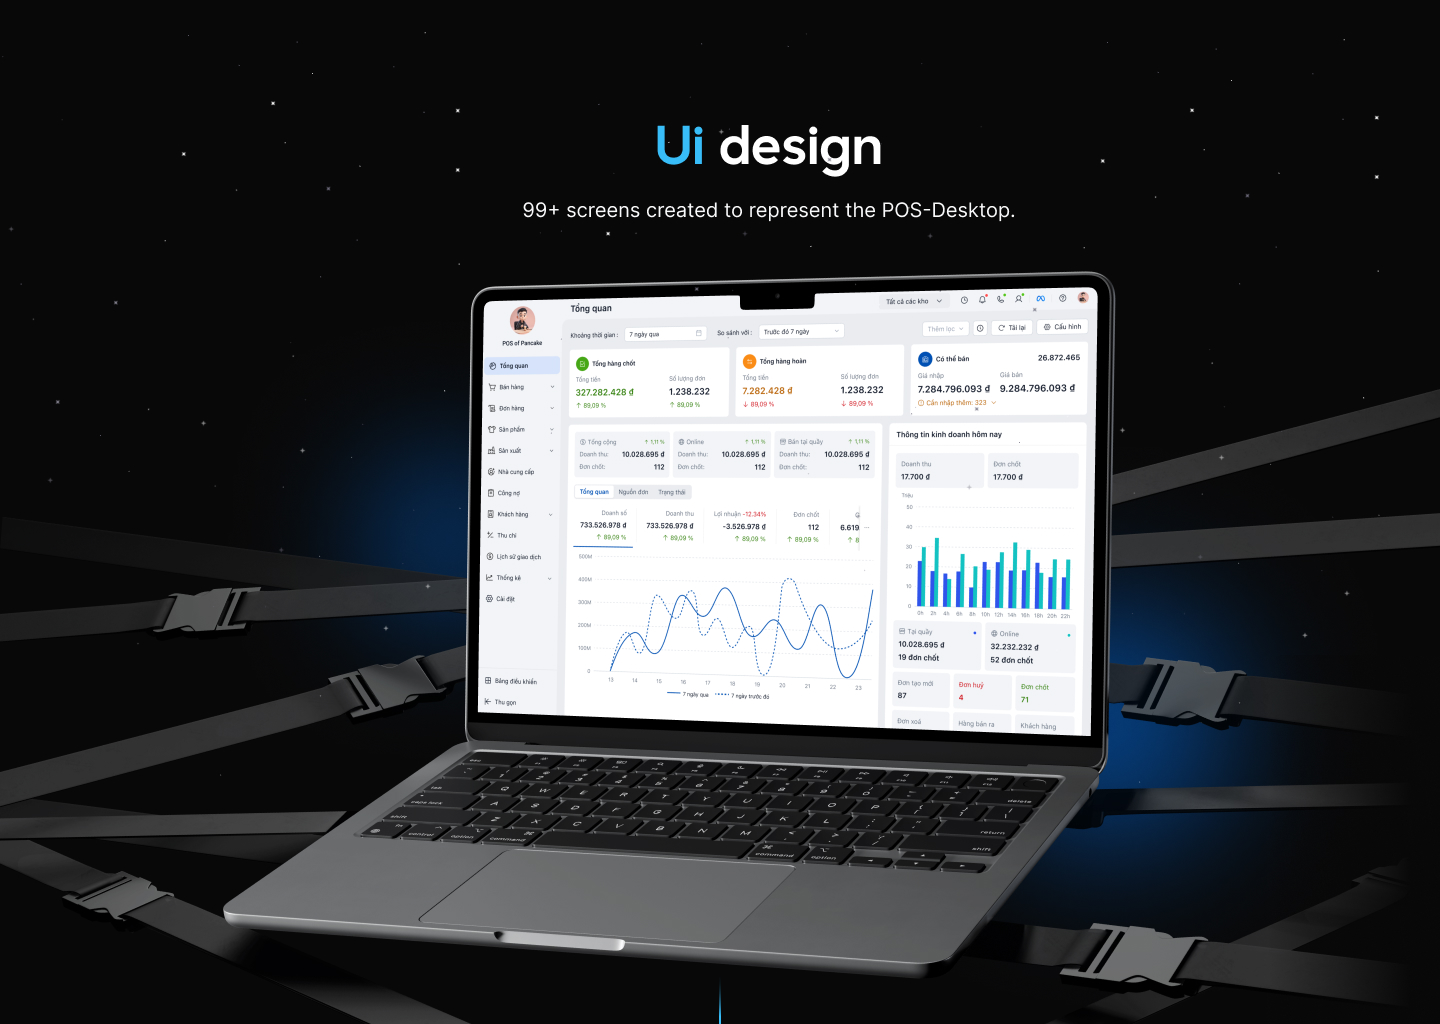 Ui design
99+ screens created to represent the POS-Desktop.
POS of Pancake
Tổng quan
Bán hàng
Đơn hàng
Sản phẩm
Sản xuất
Nhà cung cấp
Công nợ
Khách hàng
Thu chi
Lịch sử giao dịch
Thống kê
Cài đặt
Bảng điều khiển
Thu gọn
Tổng quan
Tất cả các kho
Khoảng thời gian :
7 ngày qua
So sánh với :
Trước đó 7 ngày
Thêm lọc
Tải lại
Cấu hình
Tổng hàng chốt
Tổng tiền
Số lượng đơn
327.282.428 đ
1.238.232
↑ 89,09 %
↑ 89,09 %
Tổng hàng hoàn
Tổng tiền
Số lượng đơn
7.282.428 đ
1.238.232
↓ 89,09 %
↓ 89,09 %
Có thể bán
26.872.465
Giá nhập
Giá bán
7.284.796.093 đ
9.284.796.093 đ
Cần nhập thêm: 323
Tổng cộng
↑ 1,11 %
Doanh thu:
10.028.695 đ
Đơn chốt:
112
Online
↑ 1,11 %
Doanh thu:
10.028.695 đ
Đơn chốt:
112
Bán tại quầy
↑ 1,11 %
Doanh thu:
10.028.695 đ
Đơn chốt:
112
Tổng quan
Nguồn đơn
Trạng thái
Doanh số
733.526.978 đ
↑ 89,09 %
Doanh thu
733.526.978 đ
↑ 89,09 %
Lợi nhuận -12.34%
-3.526.978 đ
↑ 89,09 %
Đơn chốt
112
↑ 89,09 %
6.619
↑ 8
500M
400M
300M
200M
100M
0
13 14 15 16 17 18 19 20 21 22 23
7 ngày qua
7 ngày trước đó
Thông tin kinh doanh hôm nay
Doanh thu
17.700 đ
Đơn chốt
17.700 đ
Triệu
50
40
30
20
10
0
0h 2h 4h 6h 8h 10h 12h 14h 16h 18h 20h 22h
Tại quầy
10.028.695 đ
19 đơn chốt
Online
32.232.232 đ
52 đơn chốt
Đơn tạo mới
87
Đơn huỷ
4
Đơn chốt
71
Đơn xoá
Hàng bán ra
Khách hàng
esc
tab
Q W E R T Y U I O P
delete
caps lock
A S D F G H J K L
return
shift
Z X C V B N M
shift
fn
control
option
command
command
option